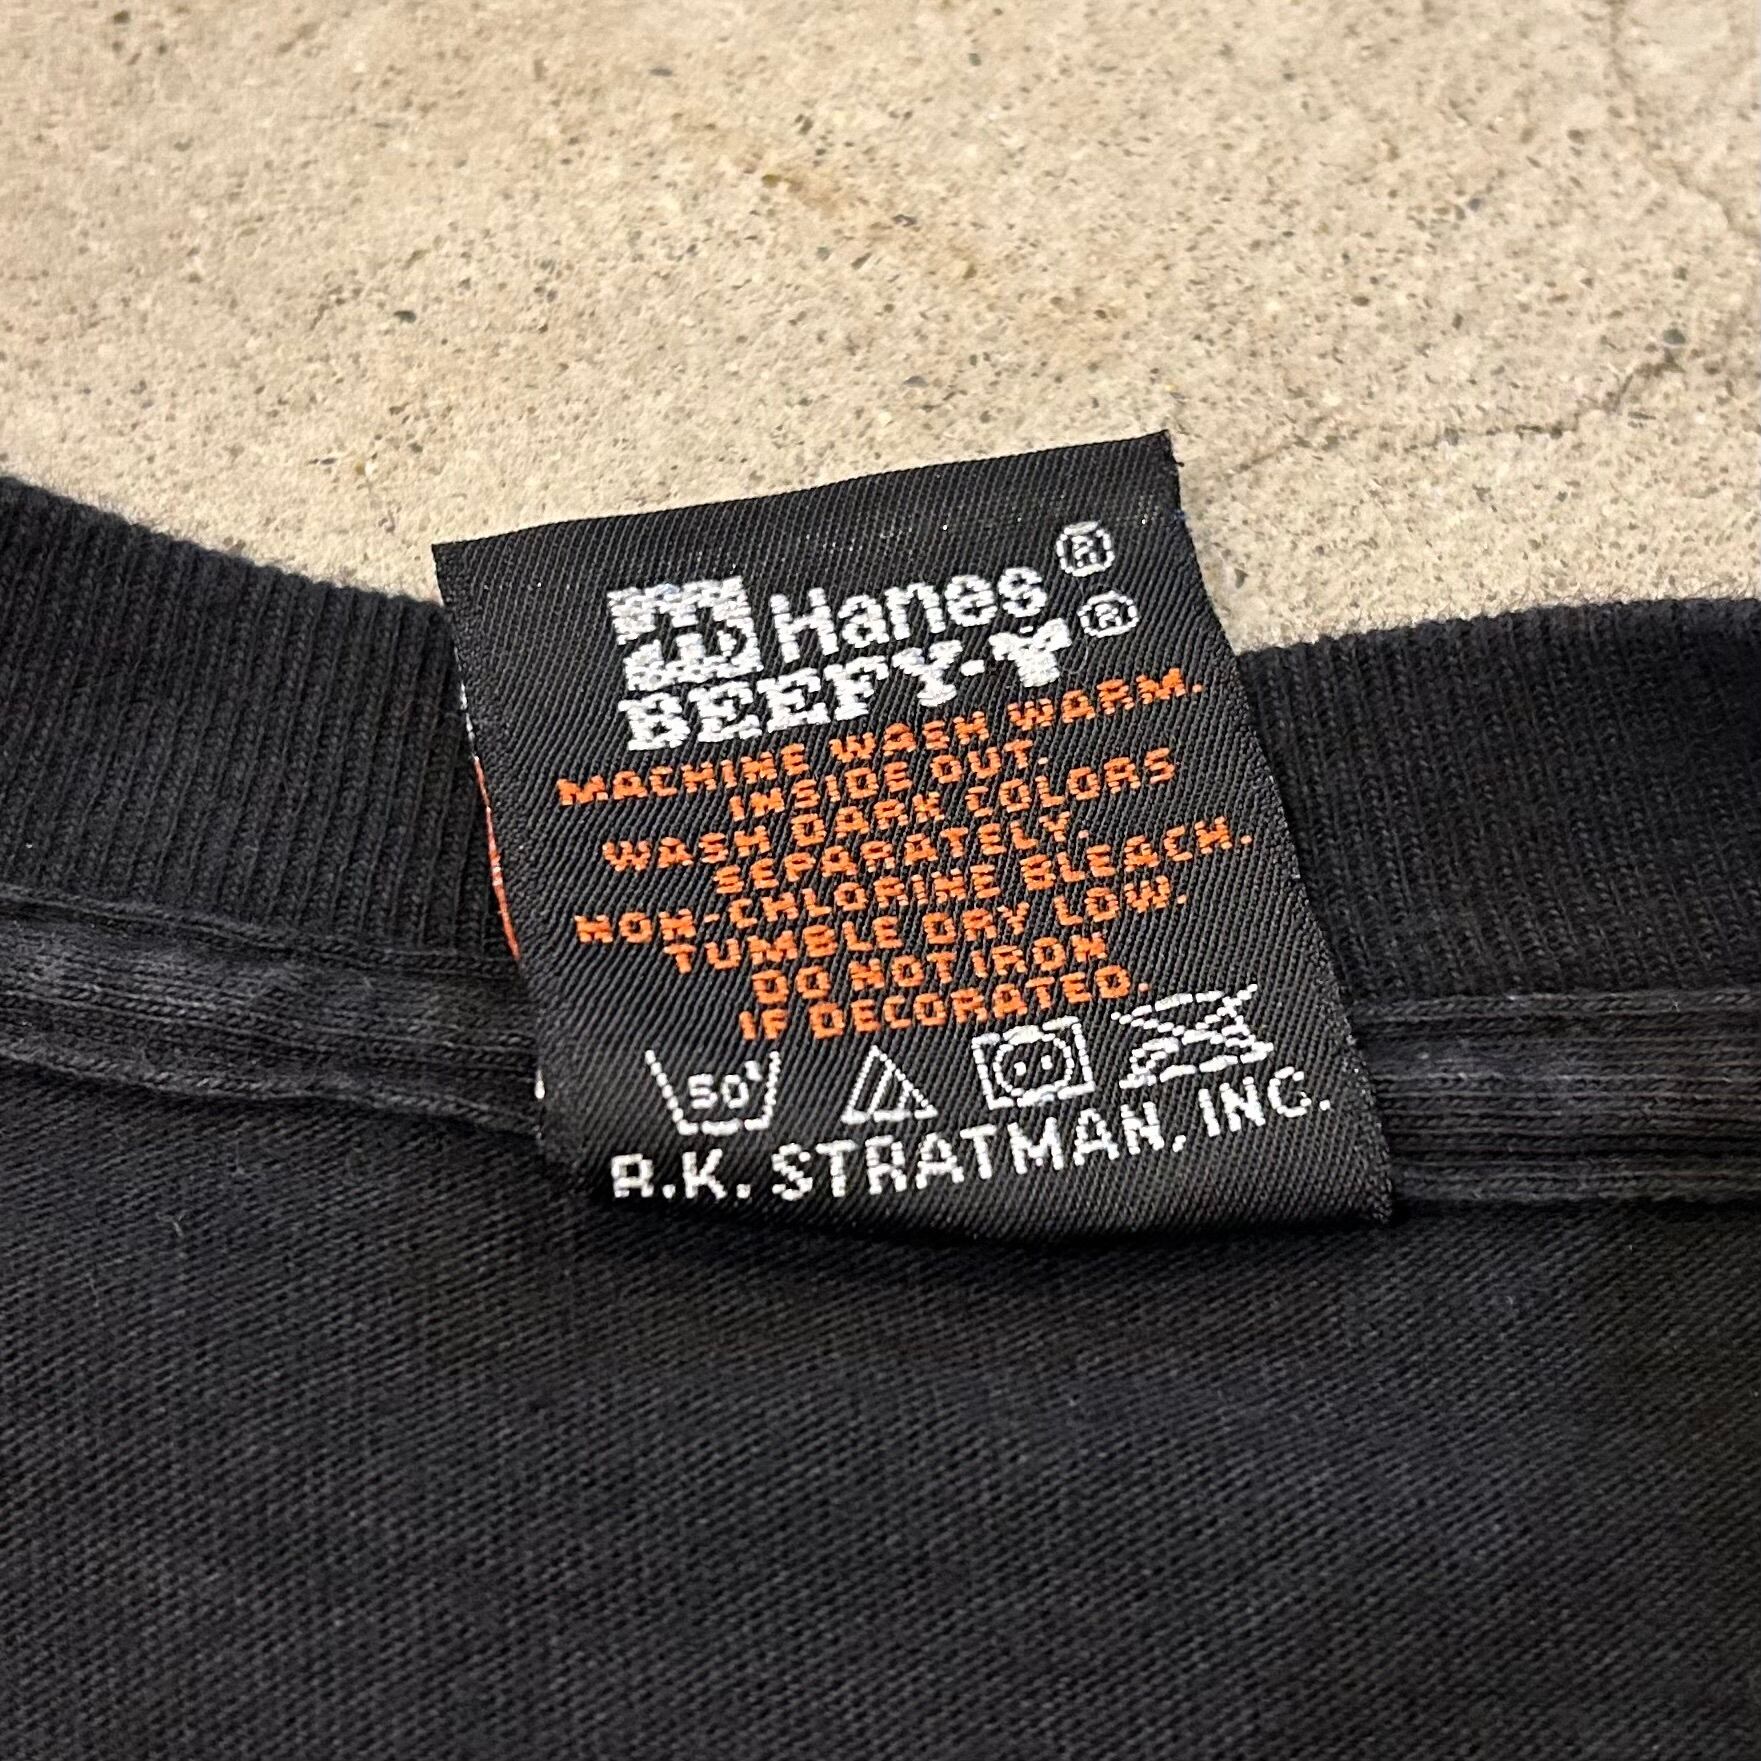 Hanes®
BEEFY-T®
MACHINE WASH WARM.
INSIDE OUT.
WASH DARK COLORS
SEPARATELY.
NON-CHLORINE BLEACH.
TUMBLE DRY LOW.
DO NOT IRON
IF DECORATED.
50°
R.K. STRATMAN, INC.